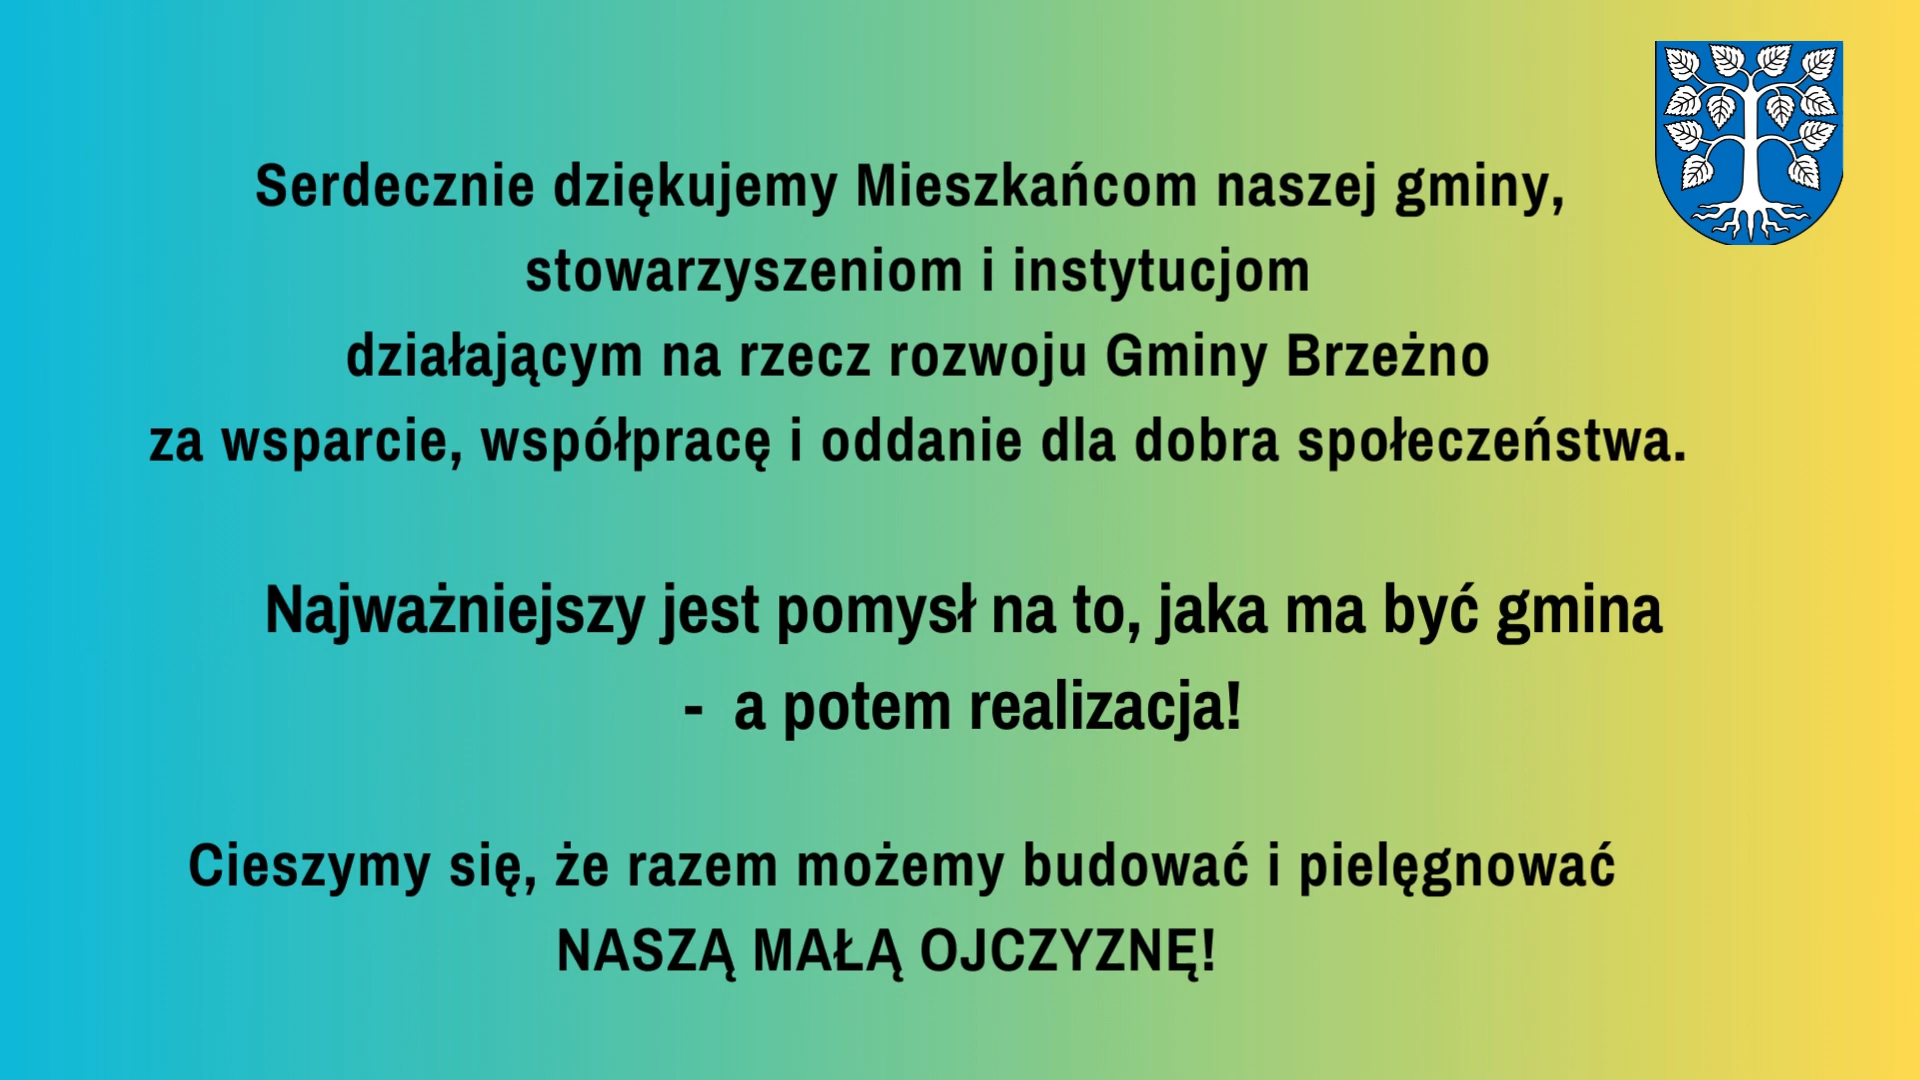 Serdecznie dziękujemy Mieszkańcom naszej gminy,
stowarzyszeniom i instytucjom
działającym na rzecz rozwoju Gminy Brzeżno
za wsparcie, współpracę i oddanie dla dobra społeczeństwa.
Najważniejszy jest pomysł na to, jaka ma być gmina
- a potem realizacja!
Cieszymy się, że razem możemy budować i pielęgnować
NASZĄ MAŁĄ OJCZYZNĘ!